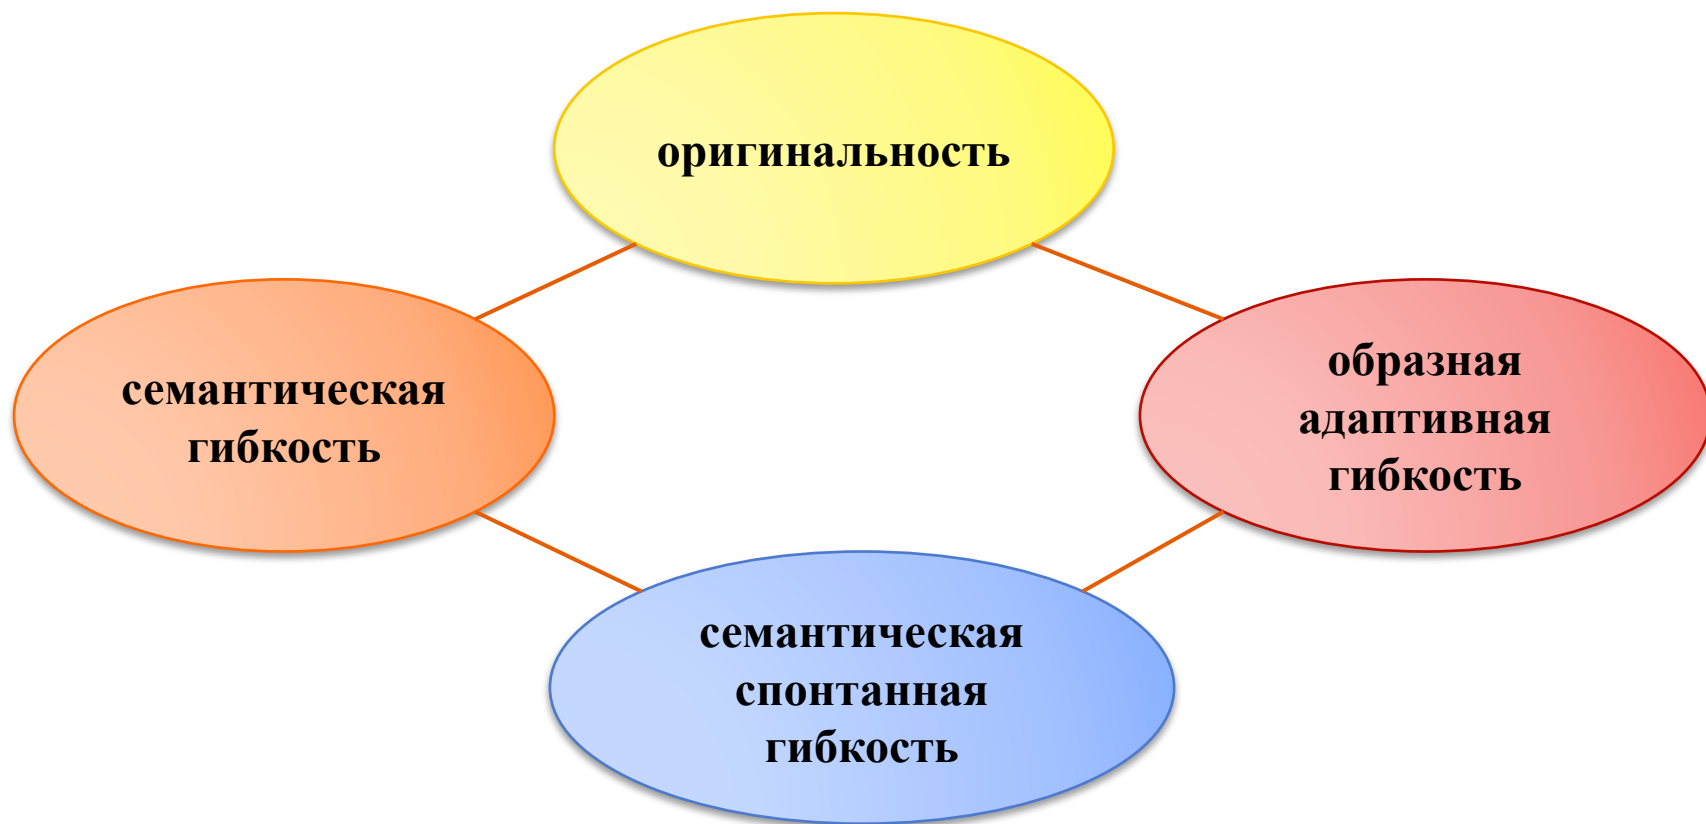 оригинальность
семантическая
гибкость
образная
адаптивная
гибкость
семантическая
спонтанная
гибкость